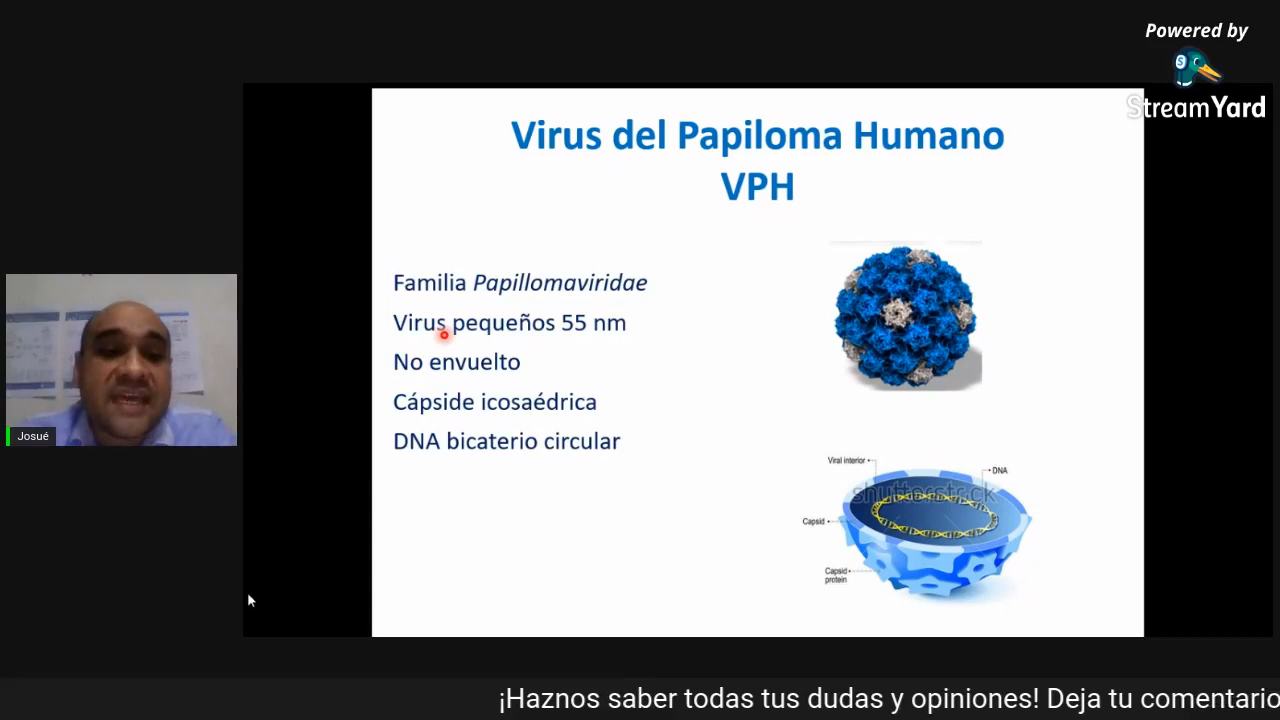 Powered by
StreamYard
Virus del Papiloma Humano
VPH
Familia Papillomaviridae
Virus pequeños 55 nm
No envuelto
Cápside icosaédrica
DNA bicaterio circular
Viral interior
DNA
shutterstock
Capsid
Capsid
protein
Josué
¡Haznos saber todas tus dudas y opiniones! Deja tu comentario